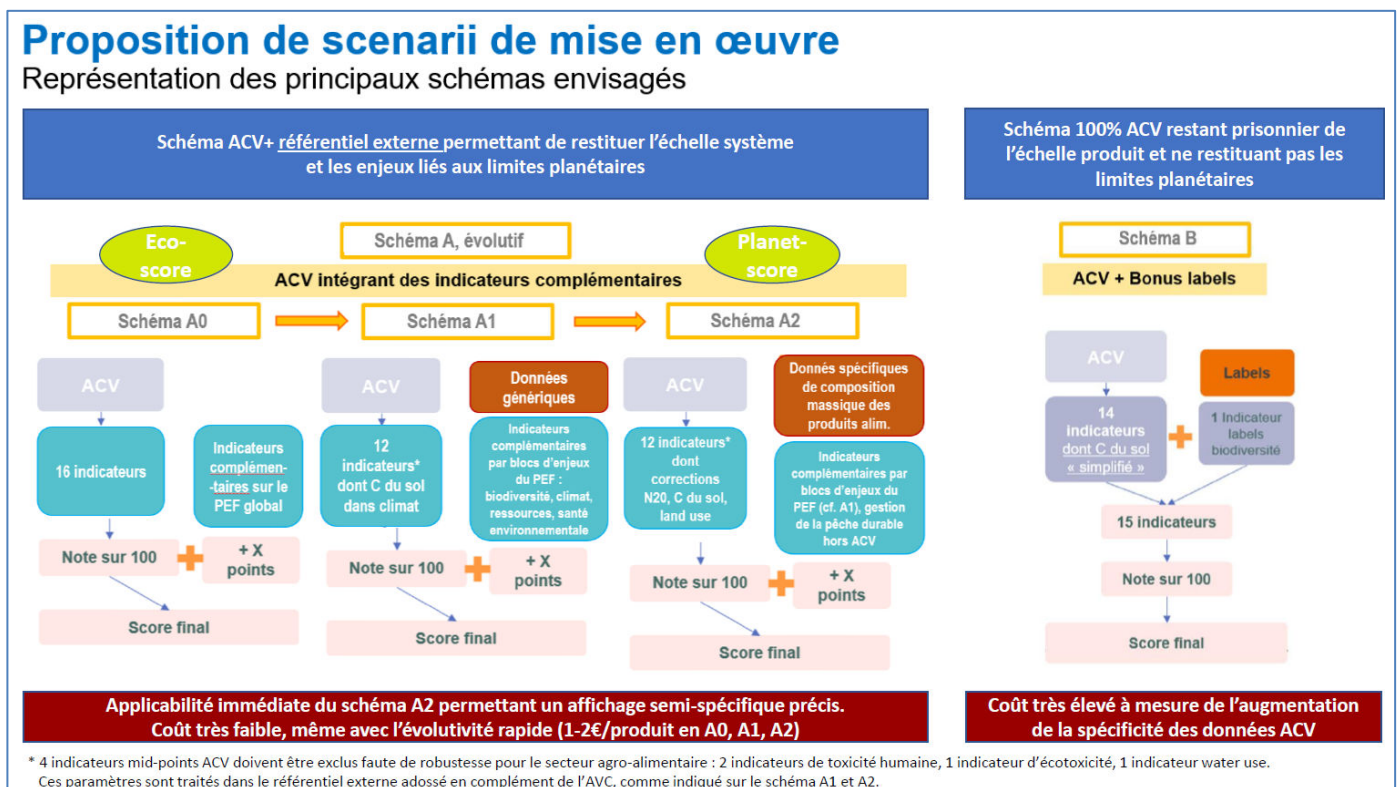 Proposition de scenarii de mise en œuvre
Représentation des principaux schémas envisagés
Schéma ACV+ référentiel externe permettant de restituer l’échelle système
et les enjeux liés aux limites planétaires
Schéma 100% ACV restant prisonnier de
l’échelle produit et ne restituant pas les
limites planétaires
Eco-
score
Schéma A, évolutif
Planet-
score
ACV intégrant des indicateurs complémentaires
Schéma A0
Schéma A1
Schéma A2
Schéma B
ACV + Bonus labels
ACV
16 indicateurs
Indicateurs
complémen-
-taires sur le
PEF global
Note sur 100
+ X
points
Score final
ACV
12
indicateurs*
dont C du sol
dans climat
Données
génériques
Indicateurs
complémentaires
par blocs d’enjeux
du PEF :
biodiversité, climat,
ressources, santé
environnementale
Note sur 100
+ X
points
Score final
ACV
12 indicateurs*
dont
corrections
N20, C du sol,
land use
Donnés spécifiques
de composition
massique des
produits alim.
Indicateurs
complémentaires par
blocs d’enjeux du
PEF (cf. A1), gestion
de la pêche durable
hors ACV
Note sur 100
+ X
points
Score final
ACV
14
indicateurs
dont C du sol
« simplifié »
Labels
1 Indicateur
labels
biodiversité
15 indicateurs
Note sur 100
Score final
Applicabilité immédiate du schéma A2 permettant un affichage semi-spécifique précis.
Coût très faible, même avec l’évolutivité rapide (1-2€/produit en A0, A1, A2)
Coût très élevé à mesure de l’augmentation
de la spécificité des données ACV
* 4 indicateurs mid-points ACV doivent être exclus faute de robustesse pour le secteur agro-alimentaire : 2 indicateurs de toxicité humaine, 1 indicateur d’écotoxicité, 1 indicateur water use.
Ces paramètres sont traités dans le référentiel externe adossé en complément de l’AVC, comme indiqué sur le schéma A1 et A2.